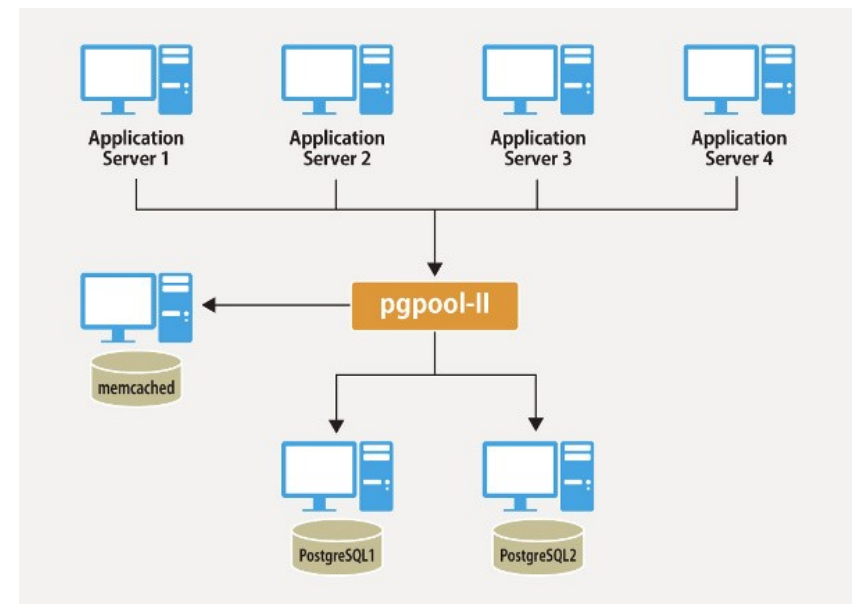 Application
Server 1
Application
Server 2
Application
Server 3
Application
Server 4
pgpool-II
memcached
PostgreSQL1
PostgreSQL2